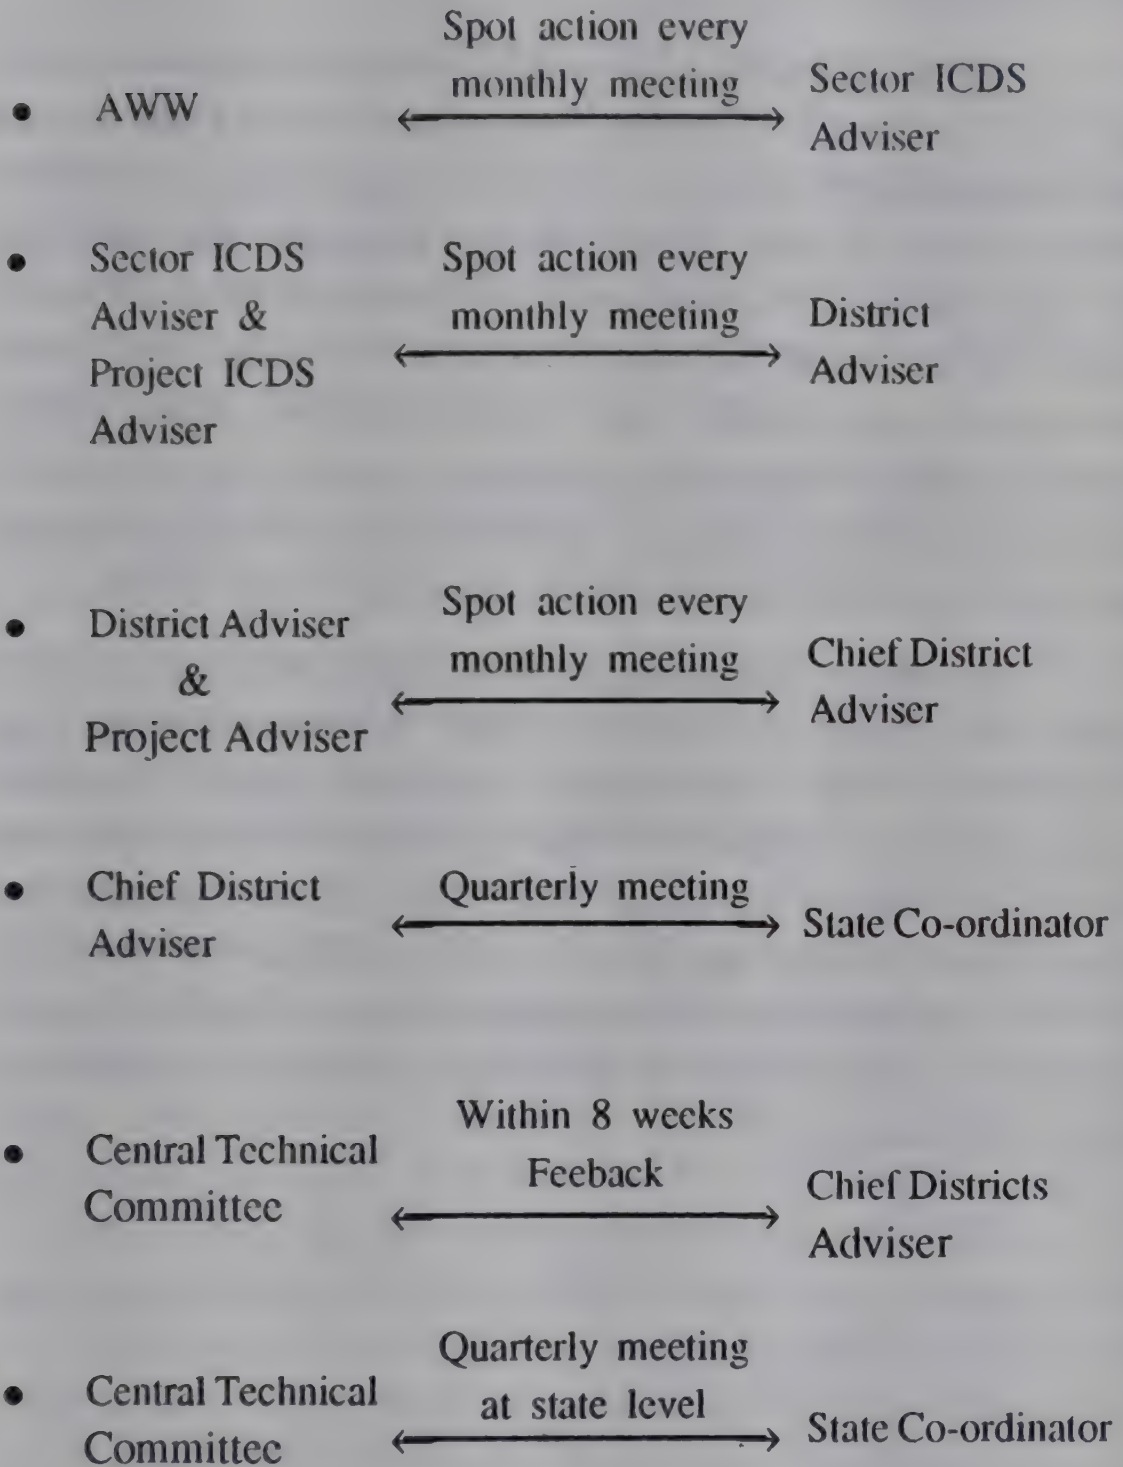 Spot action every
monthly meeting
• AWW
Sector ICDS
Adviser
• Sector ICDS
Adviser &
Project ICDS
Adviser
Spot action every
monthly meeting
District
Adviser
• District Adviser
&
Project Adviser
Spot action every
monthly meeting
Chief District
Adviser
• Chief District
Adviser
Quarterly meeting
State Co-ordinator
• Central Technical
Committee
Within 8 weeks
Feeback
Chief Districts
Adviser
• Central Technical
Committee
Quarterly meeting
at state level
State Co-ordinator